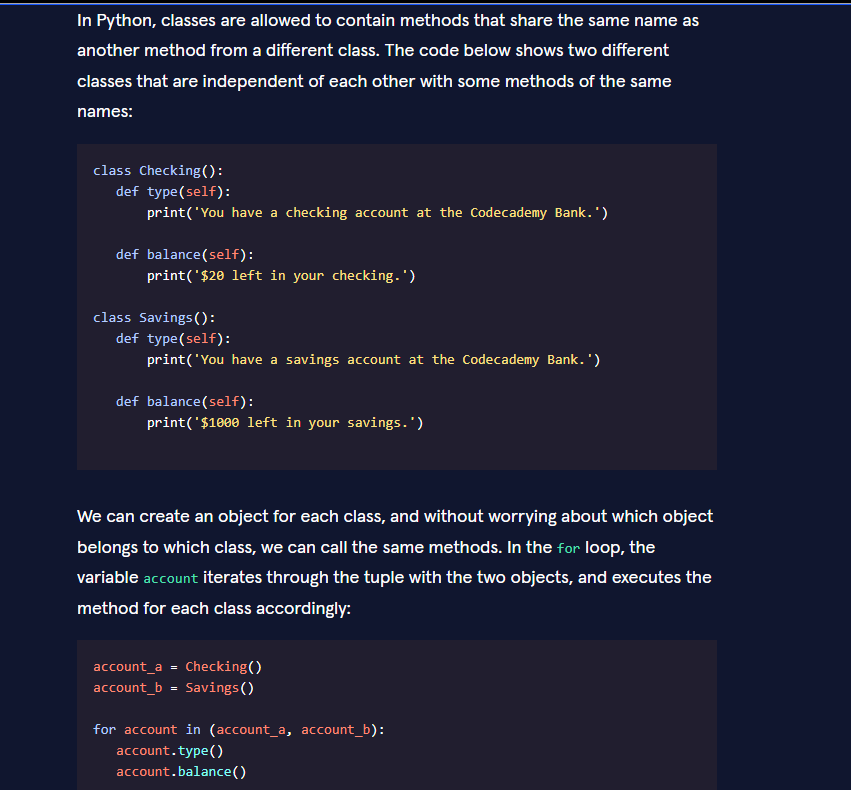 In Python, classes are allowed to contain methods that share the same name as
another method from a different class. The code below shows two different
classes that are independent of each other with some methods of the same
names:
class Checking():
   def type(self):
       print('You have a checking account at the Codecademy Bank.')
   def balance(self):
       print('$20 left in your checking.')
class Savings():
   def type(self):
       print('You have a savings account at the Codecademy Bank.')
   def balance(self):
       print('$1000 left in your savings.')
We can create an object for each class, and without worrying about which object
belongs to which class, we can call the same methods. In the for loop, the
variable account iterates through the tuple with the two objects, and executes the
method for each class accordingly:
account_a = Checking()
account_b = Savings()
for account in (account_a, account_b):
   account.type()
   account.balance()